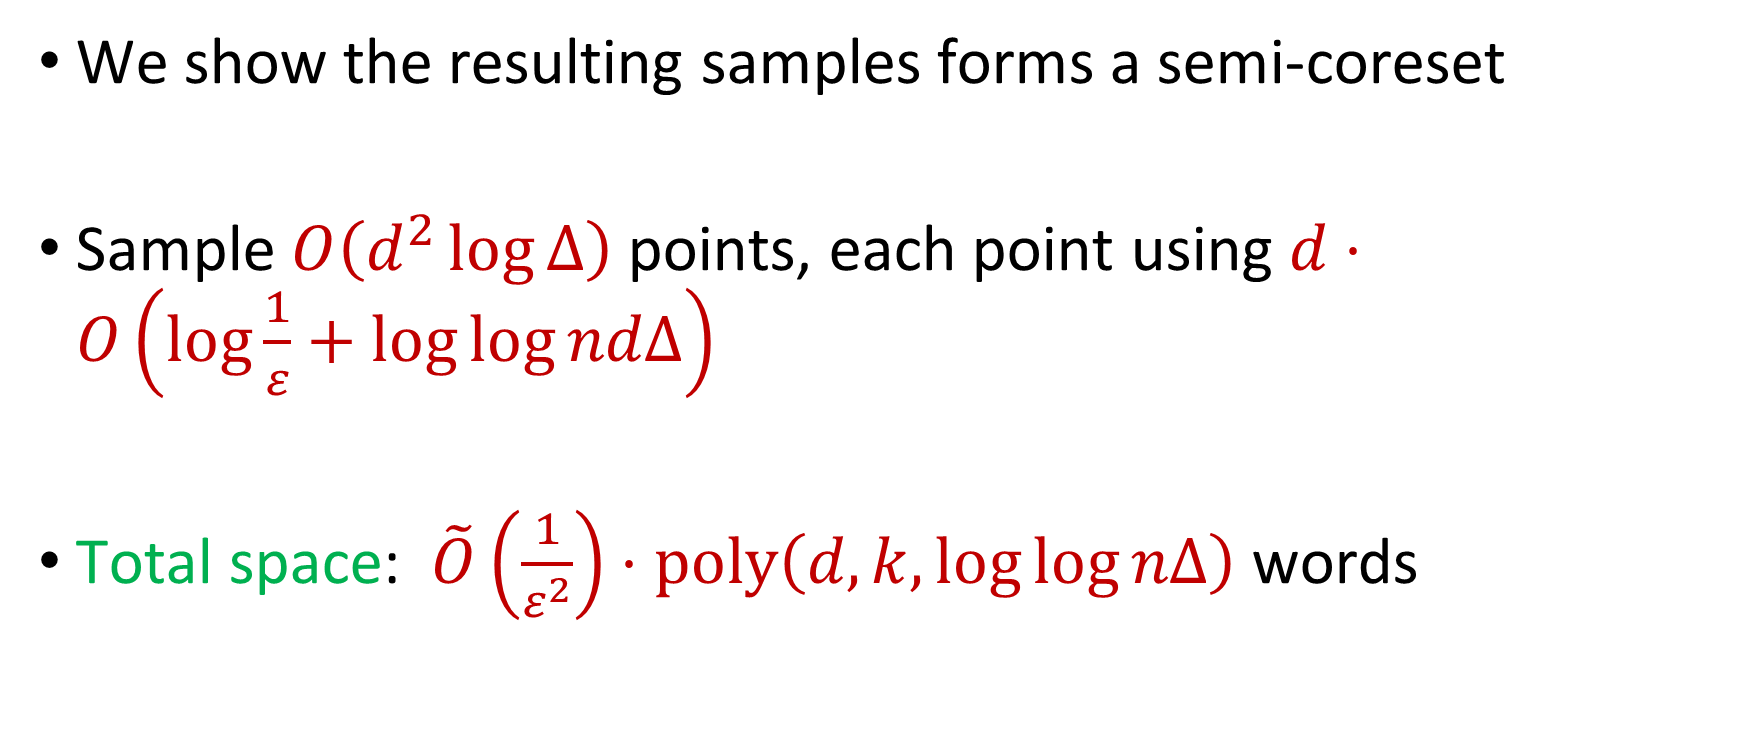 • We show the resulting samples forms a semi-coreset
• Sample O(d² log Δ) points, each point using d ·
O(log 1/ε + log log ndΔ)
• Total space: Õ(1/ε²) · poly(d, k, log log nΔ) words